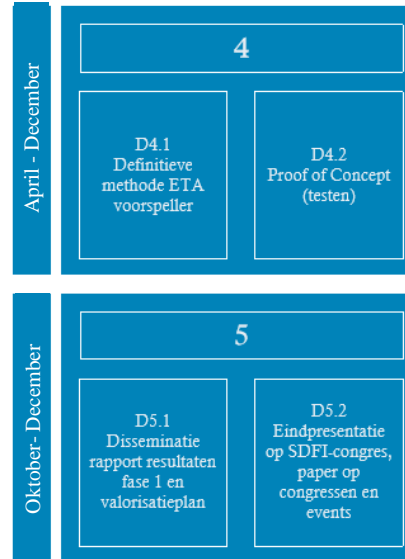 April - December
4
D4.1
Definitieve
methode ETA
voorspeller
D4.2
Proof of Concept
(testen)
Oktober- December
5
D5.1
Disseminatie
rapport resultaten
fase 1 en
valorisatieplan
D5.2
Eindpresentatie
op SDFI-congres,
paper op
congressen en
events